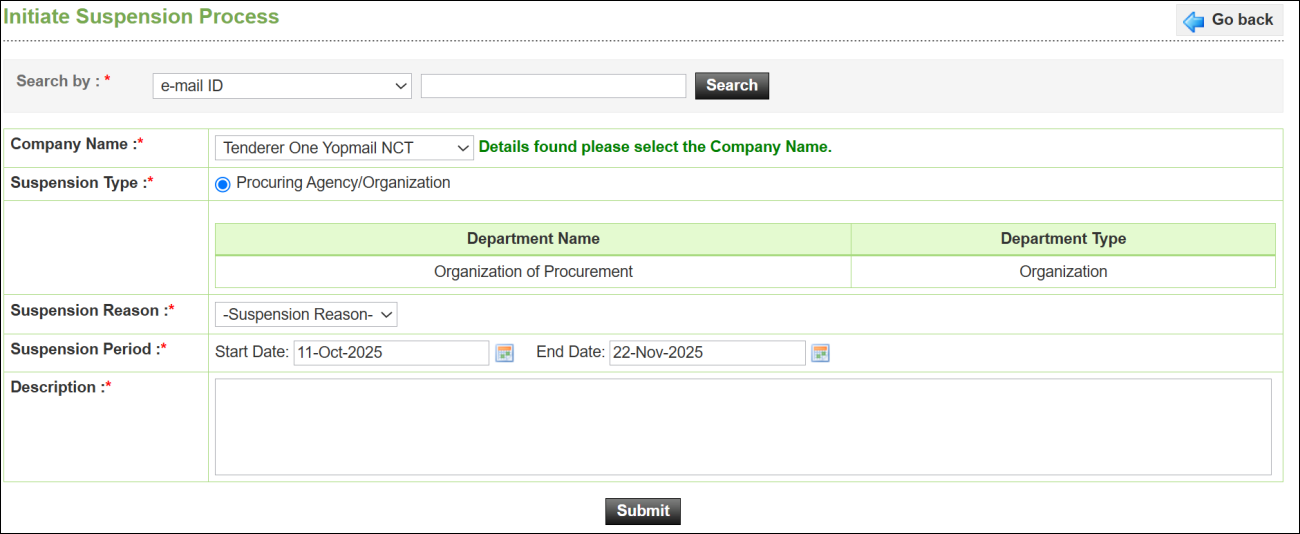 Initiate Suspension Process
Go back
Search by : *
e-mail ID
Search
Company Name :*
Tenderer One Yopmail NCT
Details found please select the Company Name.
Suspension Type :*
Procuring Agency/Organization
Department Name
Department Type
Organization of Procurement
Organization
Suspension Reason :*
-Suspension Reason-
Suspension Period :*
Start Date: 11-Oct-2025
End Date: 22-Nov-2025
Description :*
Submit